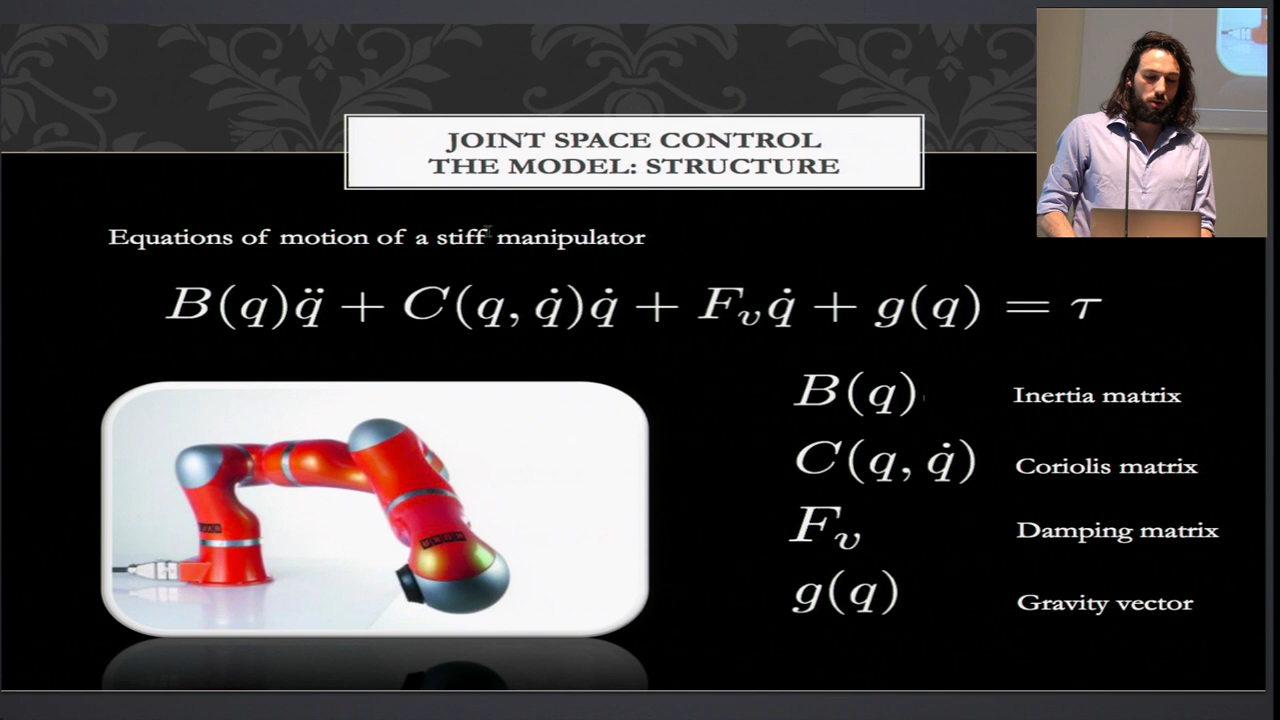 JOINT SPACE CONTROL
THE MODEL: STRUCTURE
Equations of motion of a stiff manipulator
B(q)q̈ + C(q, q̇)q̇ + F_v q̇ + g(q) = τ
B(q) Inertia matrix
C(q, q̇) Coriolis matrix
F_v Damping matrix
g(q) Gravity vector